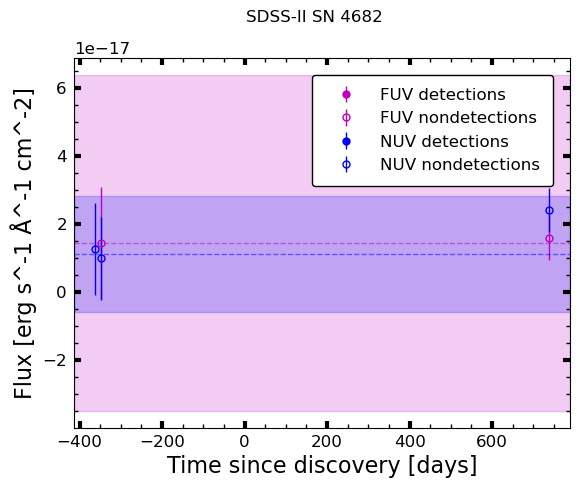 SDSS-II SN 4682
1e−17
FUV detections
FUV nondetections
NUV detections
NUV nondetections
6
4
2
0
−2
Flux [erg s^-1 Å^-1 cm^-2]
−400 −200 0 200 400 600
Time since discovery [days]